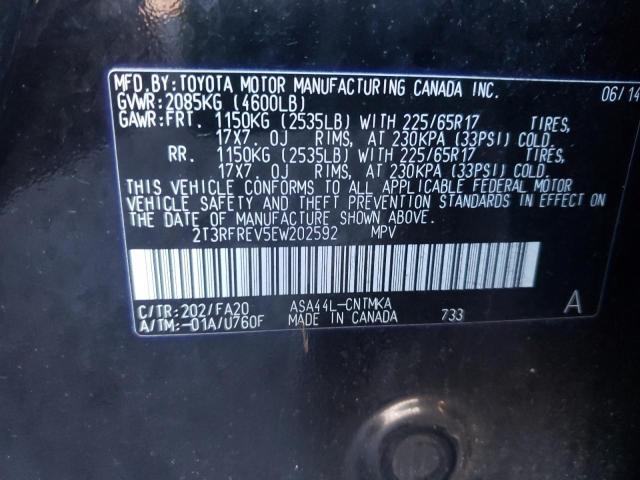 MFD.BY:TOYOTA MOTOR MANUFACTURING CANADA INC. 06/14
GVWR:2085KG (4600LB)
GAWR:FRT. 1150KG (2535LB) WITH 225/65R17 TIRES,
17X7.0J RIMS, AT 230KPA (33PSI) COLD
RR. 1150KG (2535LB) WITH 225/65R17 TIRES,
17X7.0J RIMS, AT 230KPA (33PSI) COLD.
THIS VEHICLE CONFORMS TO ALL APPLICABLE FEDERAL MOTOR
VEHICLE SAFETY AND THEFT PREVENTION STANDARDS IN EFFECT ON
THE DATE OF MANUFACTURE SHOWN ABOVE.
2T3RFREV5EW202592 MPV
C/TR:202/FA20 ASA44L-CNTMKA A
A/TM:-01A/U760F MADE IN CANADA 733